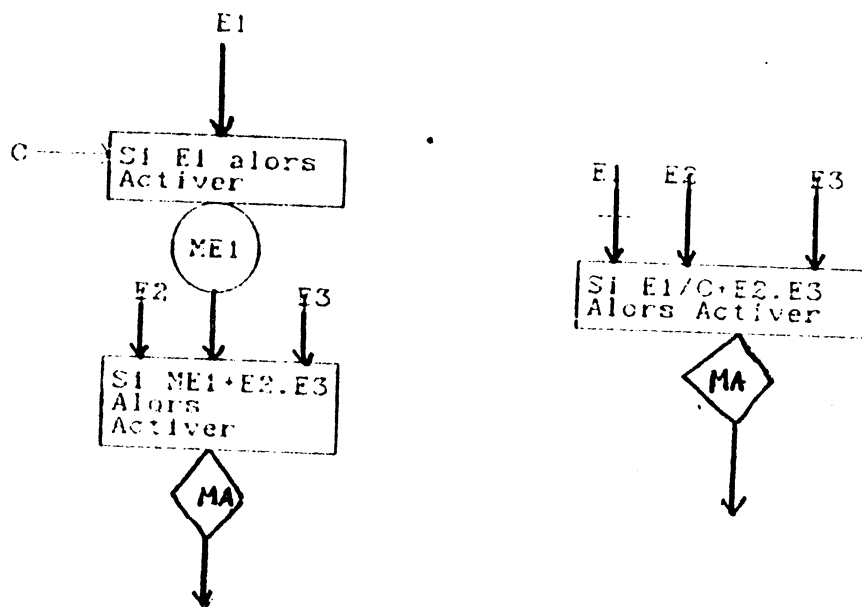 E1
C
Si E1 alors
Activer
ME1
E2
E3
Si ME1+E2.E3
Alors
Activer
MA
E1
E2
E3
Si E1/C+E2.E3
Alors Activer
MA